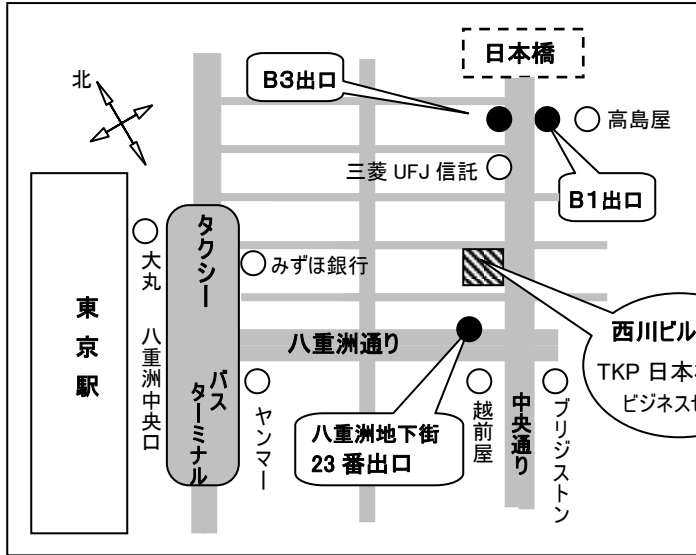 日本橋
北
B3出口
高島屋
三菱 UFJ 信託
B1出口
タクシー
大丸
みずほ銀行
東京駅
八重洲中央口
西川ビル
TKP 日本
ビジネス
八重洲通り
バス
ターミナル
ヤンマー
八重洲地下街
23 番出口
越前屋
中央通り
ブリジストン